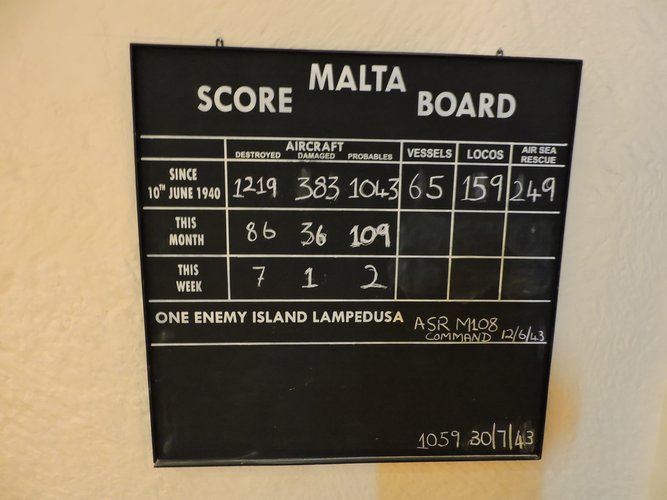 MALTA
SCORE BOARD
AIRCRAFT
DESTROYED DAMAGED PROBABLES VESSELS LOCOS AIR SEA RESCUE
SINCE 10TH JUNE 1940 1219 383 1043 65 159 249
THIS MONTH 86 36 109
THIS WEEK 7 1 2
ONE ENEMY ISLAND LAMPEDUSA ASR M108
COMMAND 12/6/43
1059 30/7/43